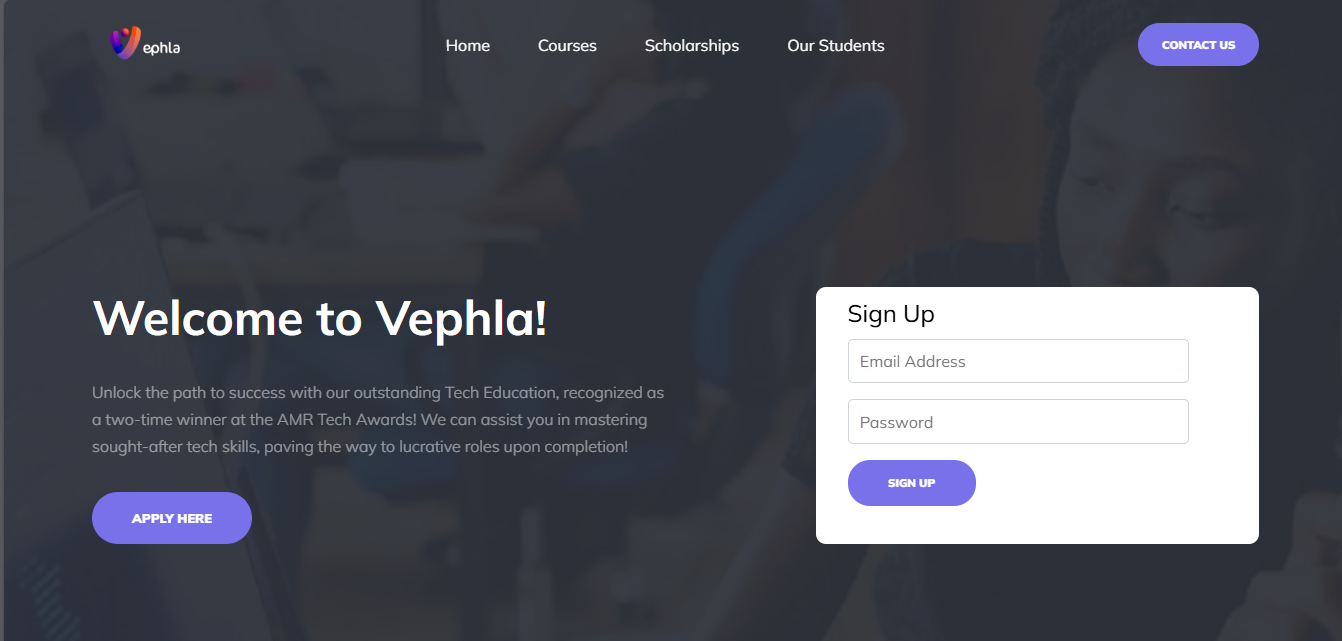 Vephla
Home
Courses
Scholarships
Our Students
CONTACT US
Welcome to Vephla!
Unlock the path to success with our outstanding Tech Education, recognized as
a two-time winner at the AMR Tech Awards! We can assist you in mastering
sought-after tech skills, paving the way to lucrative roles upon completion!
APPLY HERE
Sign Up
Email Address
Password
SIGN UP